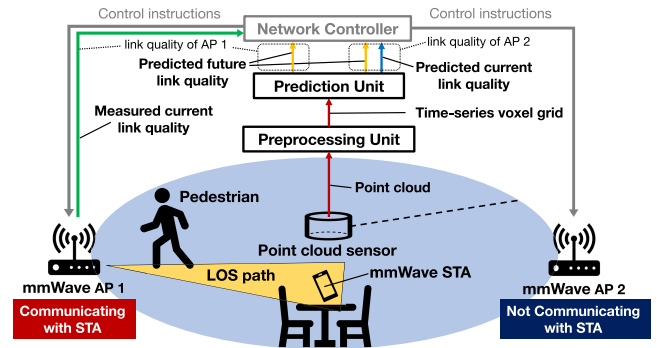 Control instructions
Network Controller
Control instructions
link quality of AP 1
link quality of AP 2
Predicted future
link quality
Predicted current
link quality
Prediction Unit
Measured current
link quality
Time-series voxel grid
Preprocessing Unit
Point cloud
Pedestrian
Point cloud sensor
LOS path
mmWave STA
mmWave AP 1
mmWave AP 2
Communicating
with STA
Not Communicating
with STA